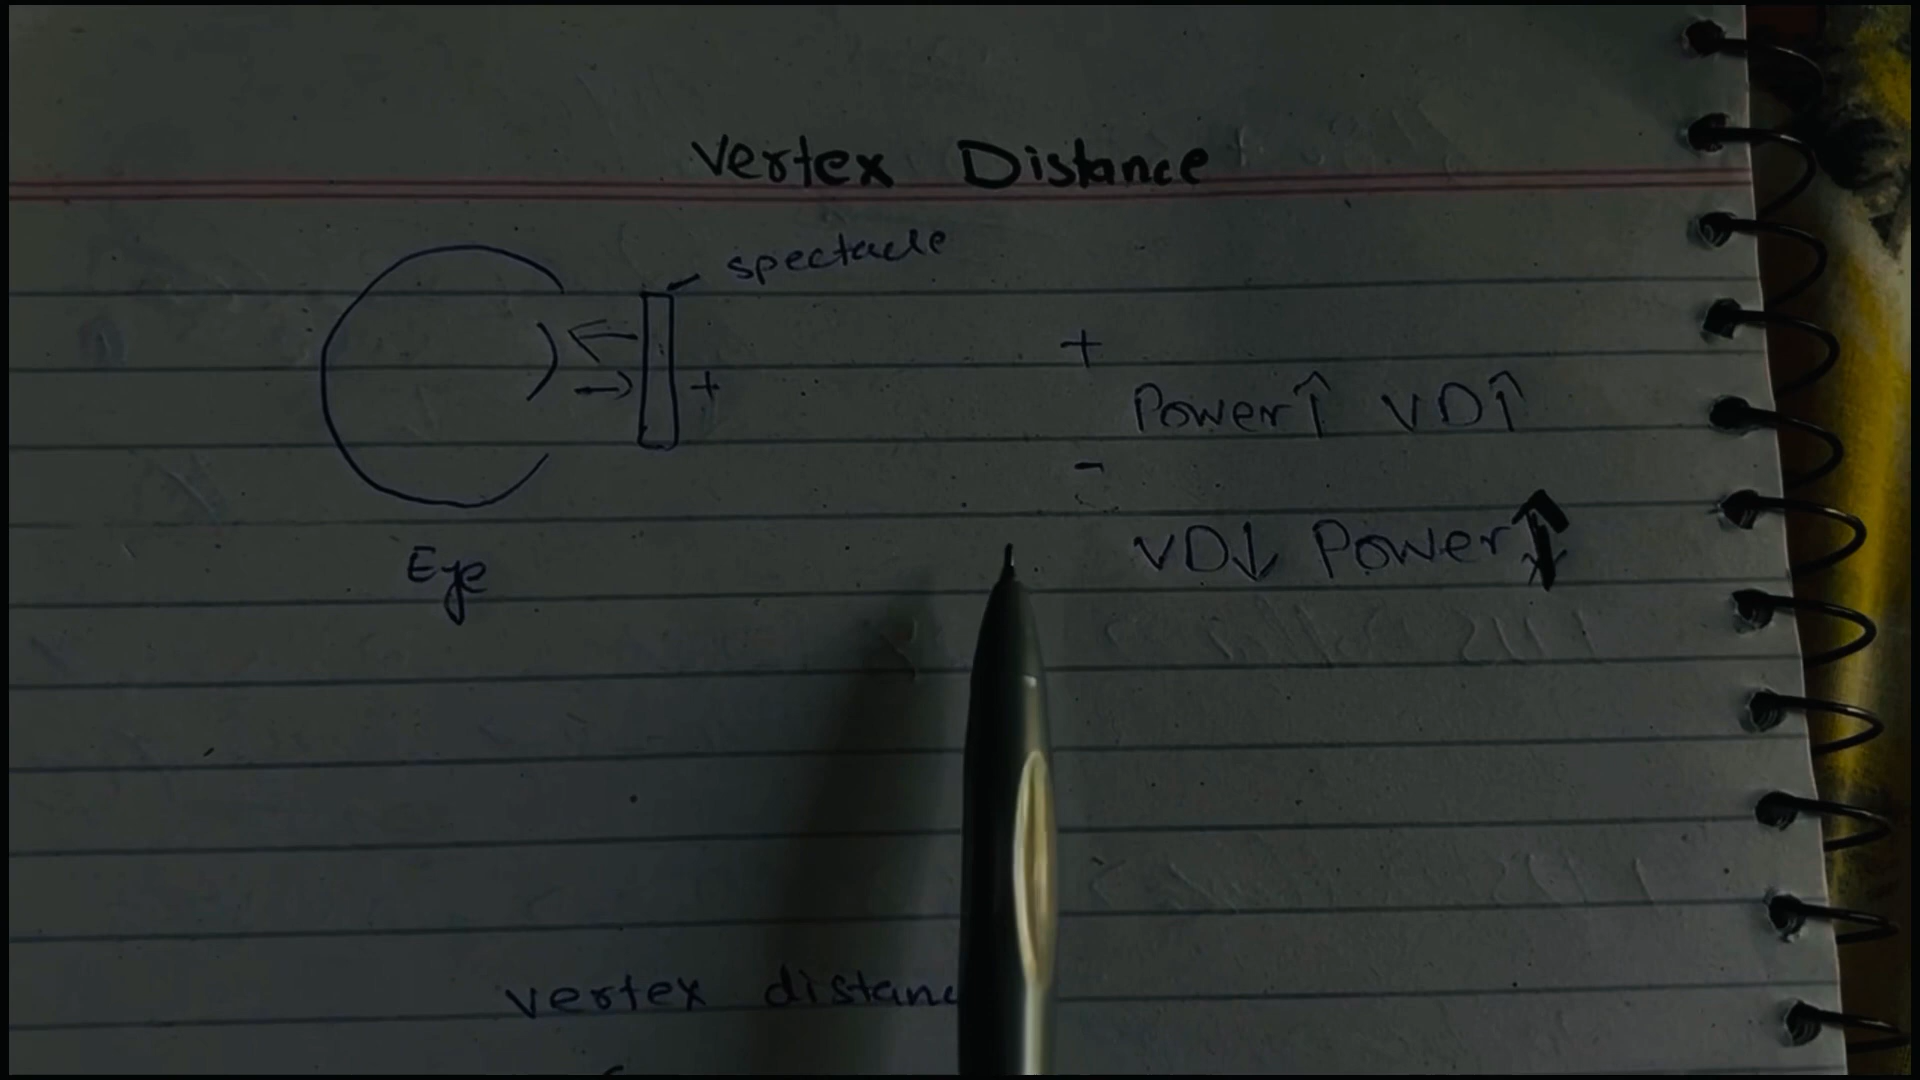 Vertex Distance
spectacle
+
+
Power↑ VD↑
-
VD↓ Power↑
Eye
vertex distanc